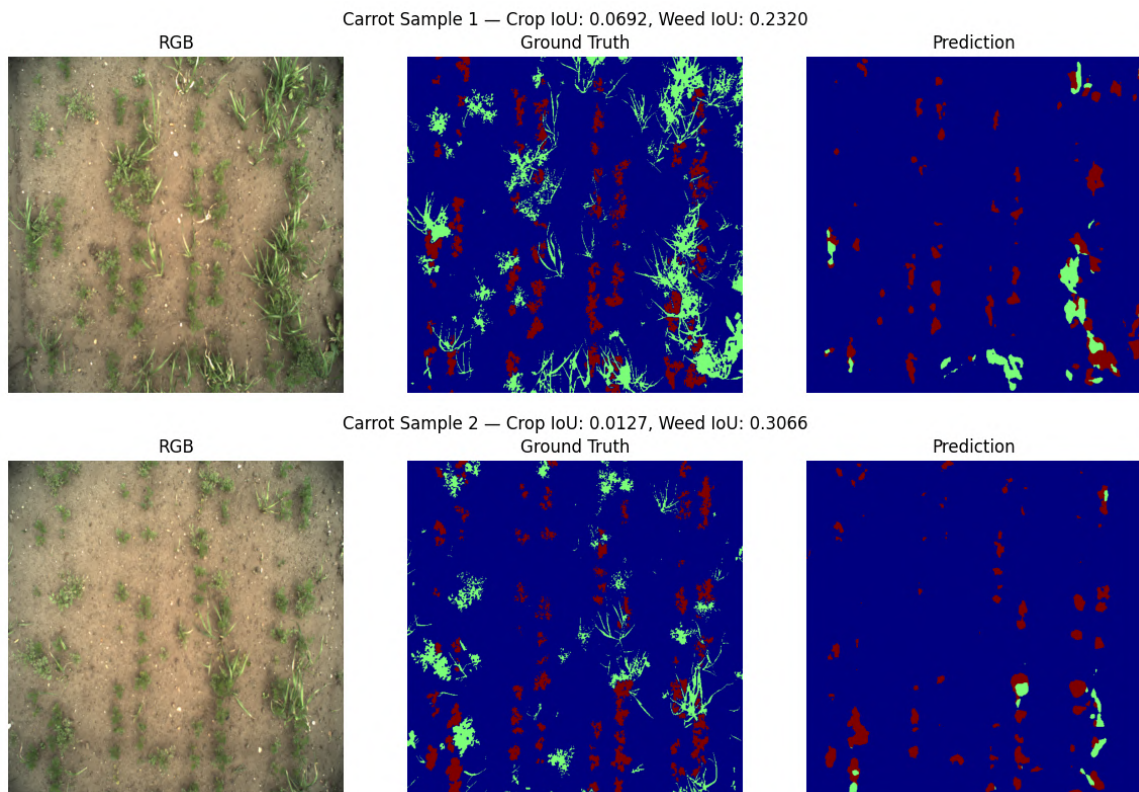 Carrot Sample 1 — Crop IoU: 0.0692, Weed IoU: 0.2320
RGB
Ground Truth
Prediction
Carrot Sample 2 — Crop IoU: 0.0127, Weed IoU: 0.3066
RGB
Ground Truth
Prediction